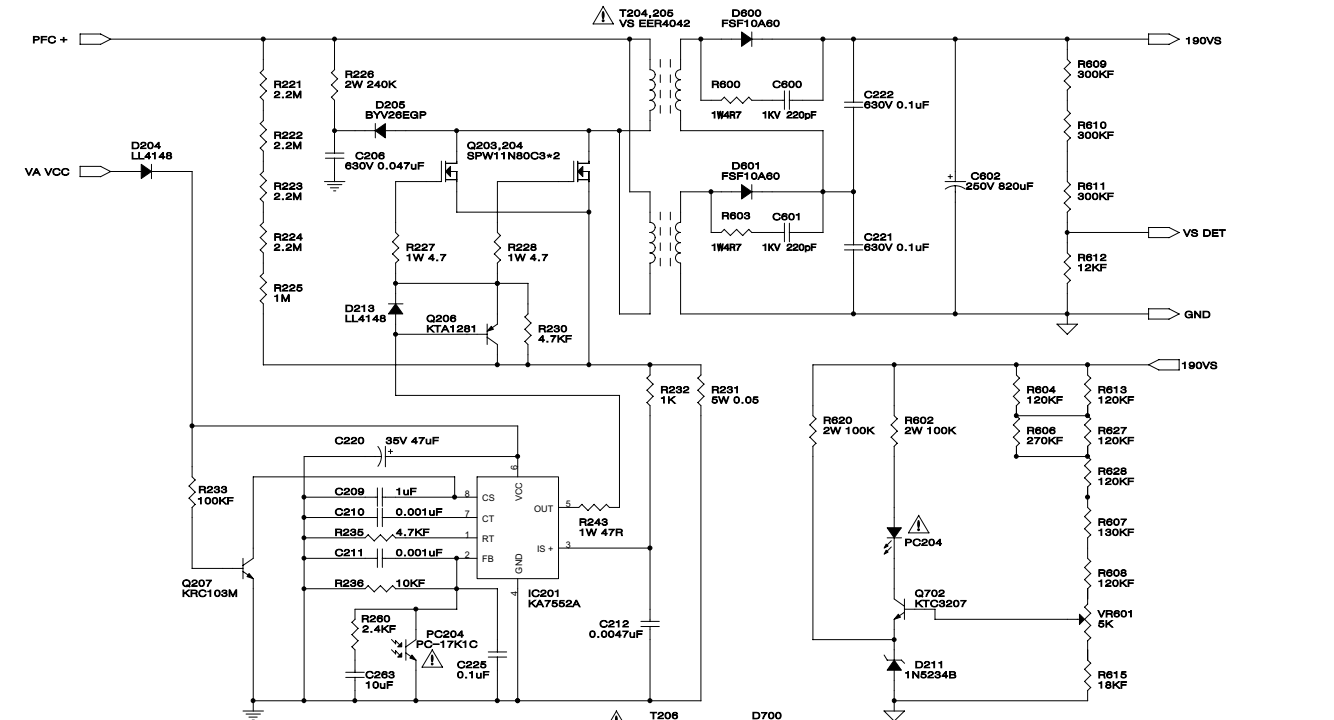 T204,205
VS EER4042
D600
FSF10A60
PFC +
190VS
R221
2.2M
R226
2W 240K
R600
1W4R7
C600
1KV 220pF
C222
630V 0.1uF
R609
300KF
D205
BYV26EGP
R222
2.2M
Q203,204
SPW11N80C3*2
R610
300KF
D204
LL4148
VA VCC
C206
630V 0.047uF
D601
FSF10A60
C602
+
250V 820uF
R223
2.2M
R611
300KF
R603
1W4R7
C601
1KV 220pF
VS DET
R224
2.2M
R227
1W 4.7
R228
1W 4.7
C221
630V 0.1uF
R612
12KF
R225
1M
D213
LL4148
Q206
KTA1281
R230
4.7KF
GND
190VS
R232
1K
R231
5W 0.05
R604
120KF
R613
120KF
R620
2W 100K
R602
2W 100K
R606
270KF
R627
120KF
C220
35V 47uF
+
6
R628
120KF
R233
100KF
C209
1uF
8
CS
VCC
C210
0.001uF
7
CT
OUT
5
R243
1W 47R
R607
130KF
R235
4.7KF
1
RT
PC204
C211
0.001uF
2
FB
IS +
3
GND
4
R608
120KF
Q207
KRC103M
R236
10KF
IC201
KA7552A
Q702
KTC3207
VR601
5K
R260
2.4KF
PC204
PC-17K1C
C212
0.0047uF
C225
0.1uF
C263
10uF
D211
1N5234B
R615
18KF
T206
D700